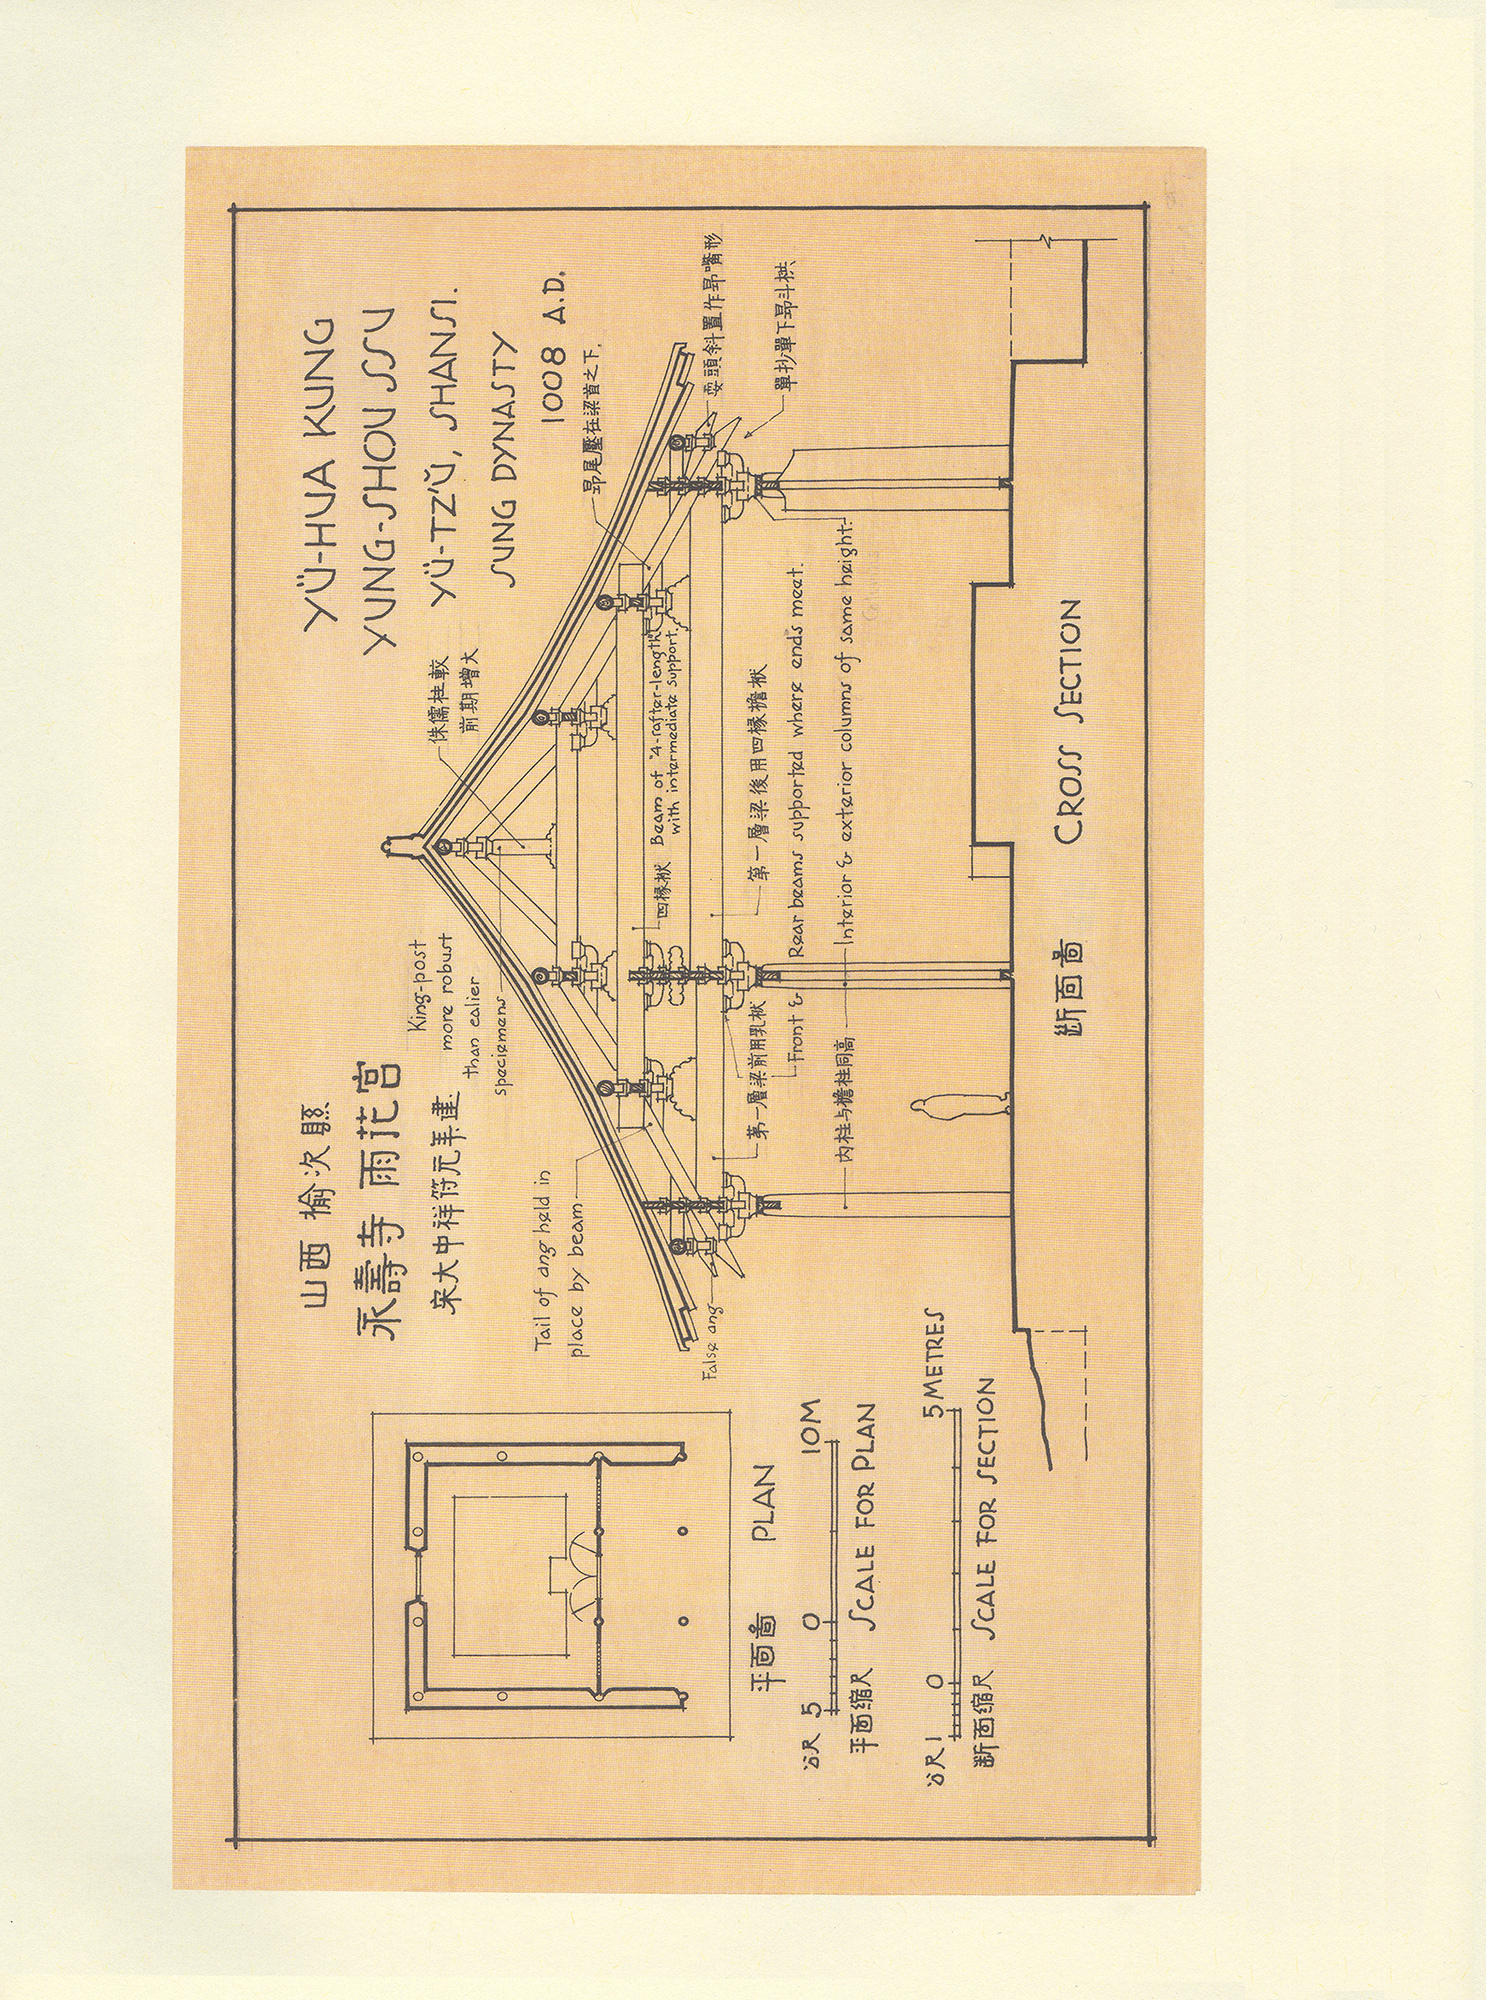 山西榆次縣
永壽寺 雨花宮
宋大中祥符元年建.
YÜ-HUA KUNG
YUNG-SHOU SSU
YÜ-TZ'Ŭ, SHANSI.
SUNG DYNASTY
1008 A.D.
King-post
more robust
than ealier
speciemens
侏儒柱較
前期增大
Tail of ang held in
place by beam
昂尾壓在梁首之下.
False ang
耍頭斜置作昂嘴形
單抄單下昂斗栱
四椽栿
Beam of "4-rafter-length"
with intermediate support.
第一層梁前用乳栿
第一層梁後用四椽檐栿
Front & Rear beams supported where ends meet.
內柱与檐柱同高
Interior & exterior columns of same height.
斷面圖 CROSS SECTION
平面圖 PLAN
公尺 5 0 10M
平面縮尺 SCALE FOR PLAN
公尺 1 0 5 METRES
斷面縮尺 SCALE FOR SECTION